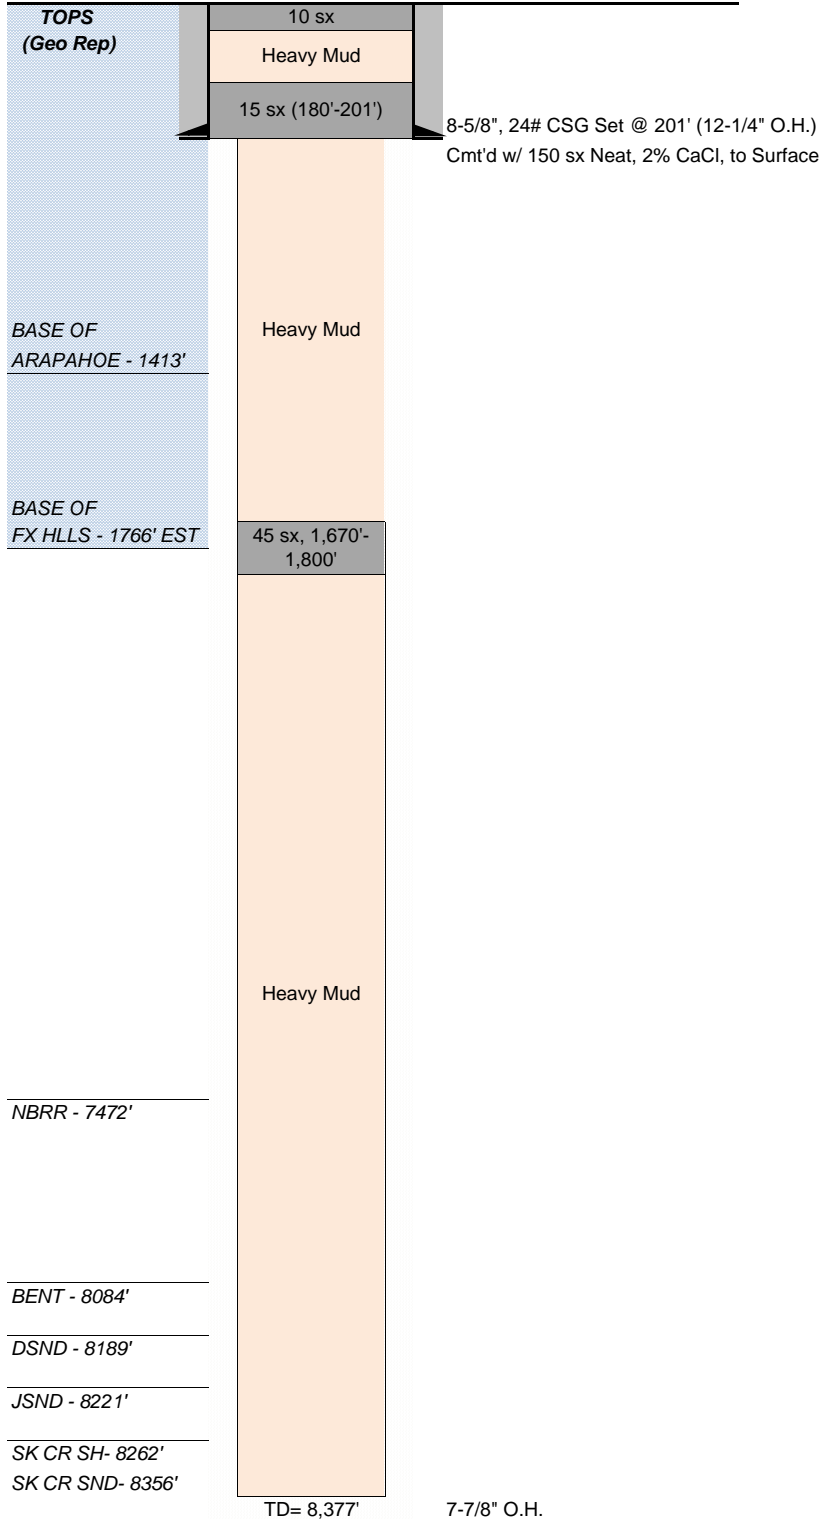 TOPS
(Geo Rep)
10 sx
Heavy Mud
15 sx (180'-201')
8-5/8", 24# CSG Set @ 201' (12-1/4" O.H.)
Cmt'd w/ 150 sx Neat, 2% CaCl, to Surface
BASE OF
ARAPAHOE - 1413'
Heavy Mud
BASE OF
FX HLLS - 1766' EST
45 sx, 1,670'-
1,800'
Heavy Mud
NBRR - 7472'
BENT - 8084'
DSND - 8189'
JSND - 8221'
SK CR SH- 8262'
SK CR SND- 8356'
TD= 8,377'
7-7/8" O.H.